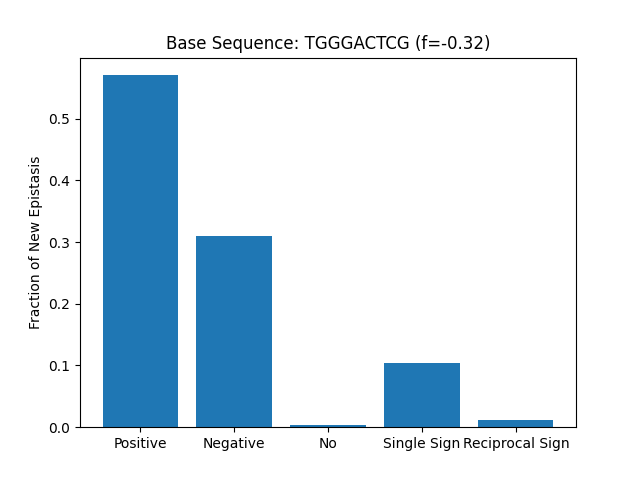 Base Sequence: TGGGACTCG (f=-0.32)
Fraction of New Epistasis
0.5
0.4
0.3
0.2
0.1
0.0
Positive Negative No Single Sign Reciprocal Sign